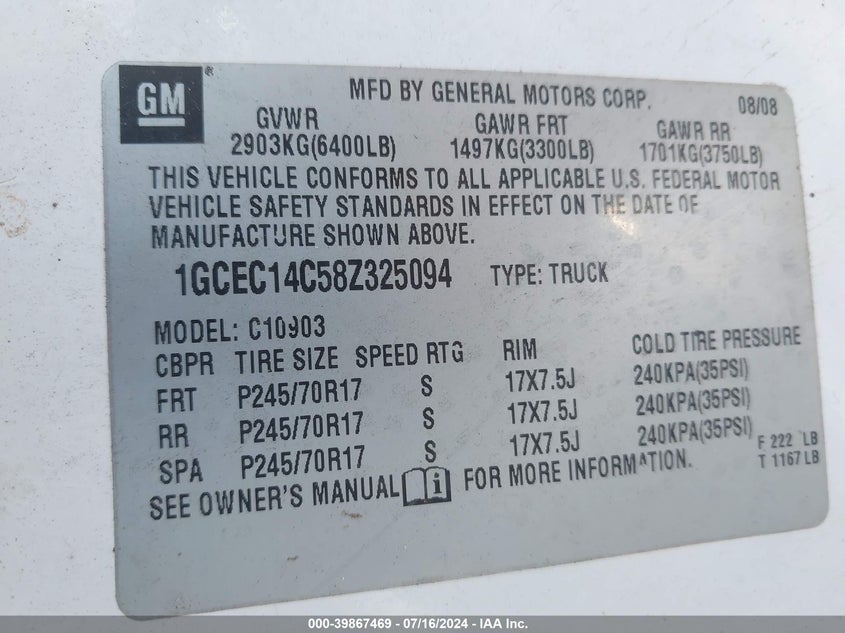 GM®
MFD BY GENERAL MOTORS CORP. 08/08
GVWR GAWR FRT GAWR RR
2903KG(6400LB) 1497KG(3300LB) 1701KG(3750LB)
THIS VEHICLE CONFORMS TO ALL APPLICABLE U.S. FEDERAL MOTOR
VEHICLE SAFETY STANDARDS IN EFFECT ON THE DATE OF
MANUFACTURE SHOWN ABOVE.
1GCEC14C58Z325094 TYPE: TRUCK
MODEL: C10903
CBPR TIRE SIZE SPEED RTG RIM COLD TIRE PRESSURE
FRT P245/70R17 S 17X7.5J 240KPA(35PSI)
RR P245/70R17 S 17X7.5J 240KPA(35PSI)
SPA P245/70R17 S 17X7.5J 240KPA(35PSI)
F LB
T 1167 LB
SEE OWNER'S MANUAL FOR MORE INFORMATION.
000-39867469 - 07/16/2024 - IAA Inc.